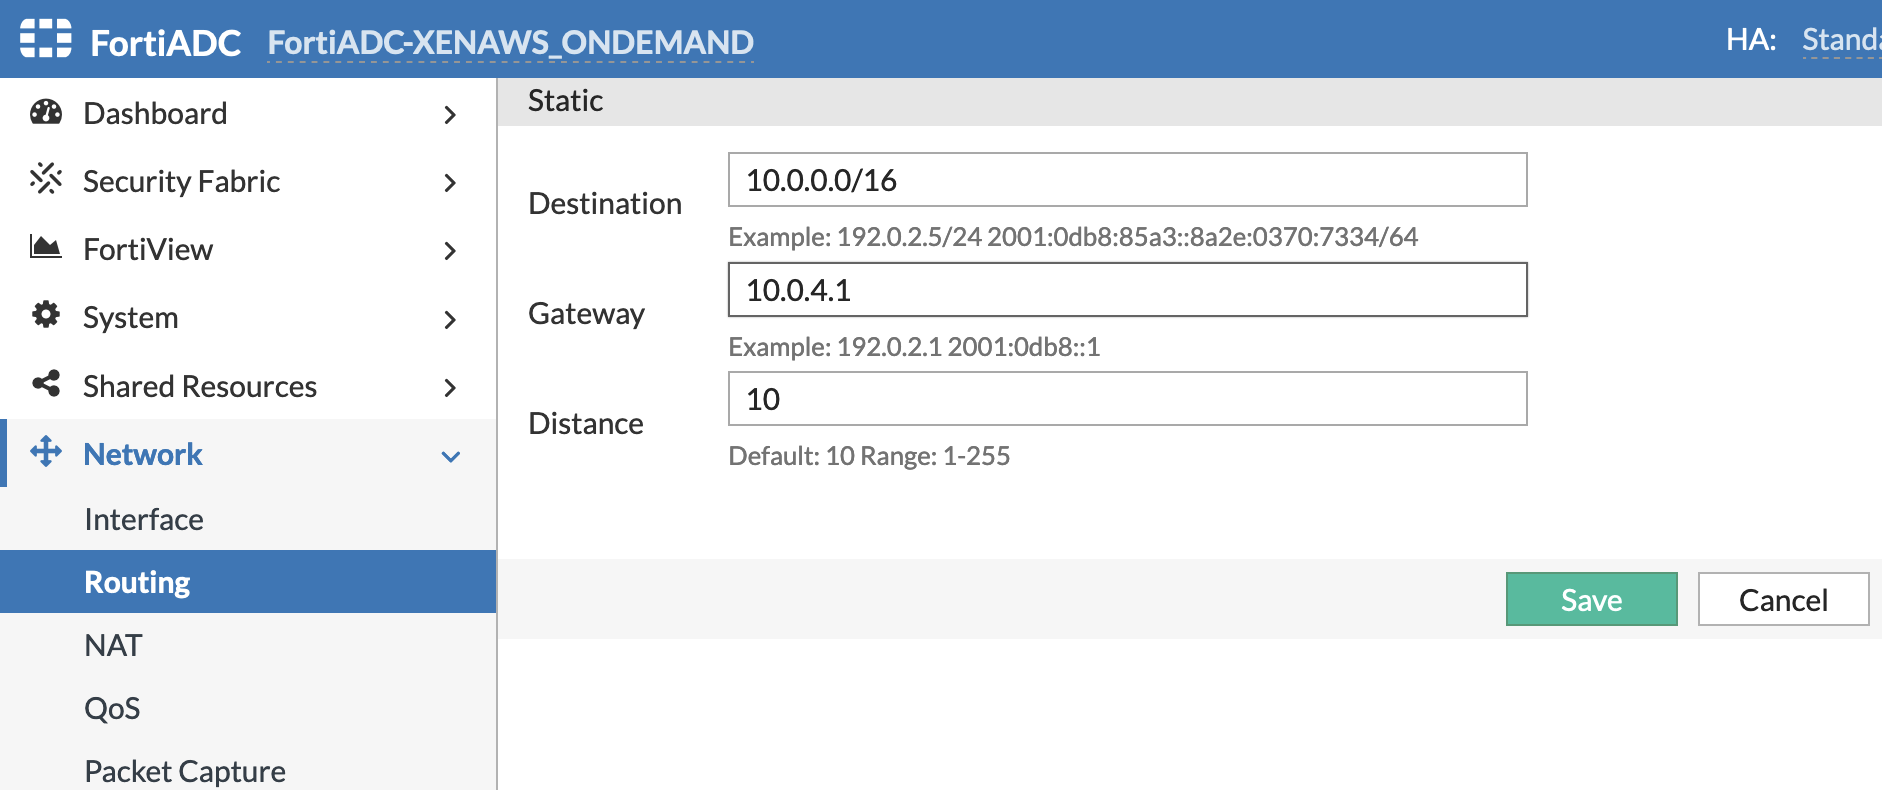 FortiADC FortiADC-XENAWS_ONDEMAND HA: Standa
Dashboard
Security Fabric
FortiView
System
Shared Resources
Network
Interface
Routing
NAT
QoS
Packet Capture
Static
Destination
10.0.0.0/16
Example: 192.0.2.5/24 2001:0db8:85a3::8a2e:0370:7334/64
Gateway
10.0.4.1
Example: 192.0.2.1 2001:0db8::1
Distance
10
Default: 10 Range: 1-255
Save Cancel